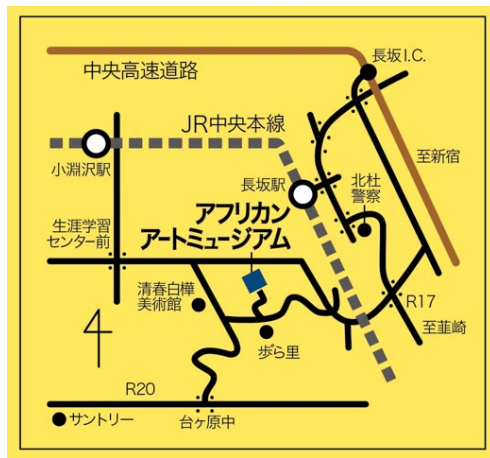 長坂I.C.
中央高速道路
JR中央本線
小淵沢駅
至新宿
長坂駅
北杜
警察
アフリカン
アートミュージアム
生涯学習
センター前
清春白樺
美術館
R17
至韮崎
歩ら里
R20
サントリー
台ヶ原中